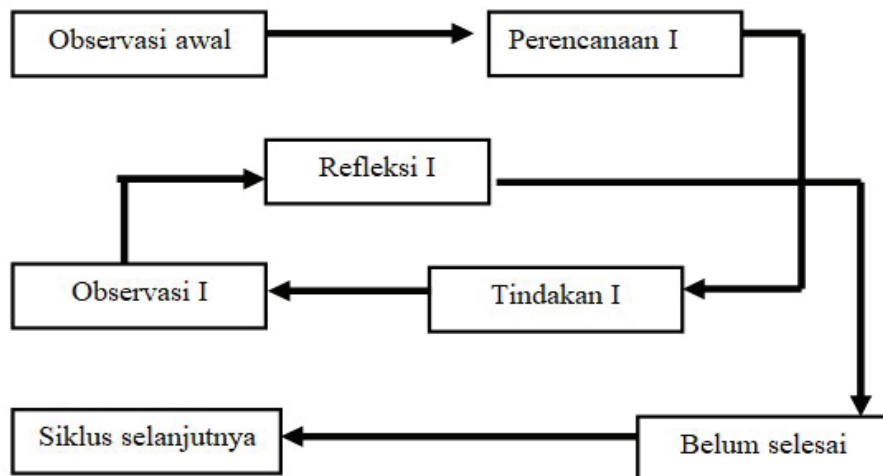 Observasi awal
Perencanaan I
Refleksi I
Observasi I
Tindakan I
Siklus selanjutnya
Belum selesai